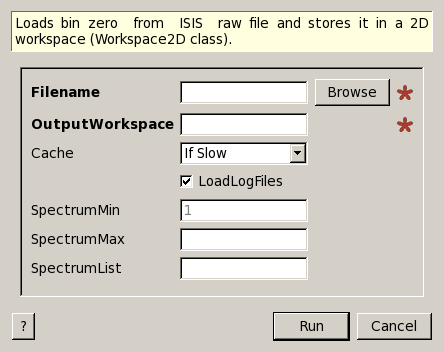 Loads bin zero from ISIS raw file and stores it in a 2D
workspace (Workspace2D class).
Filename
Browse *
OutputWorkspace *
Cache If Slow
LoadLogFiles
SpectrumMin 1
SpectrumMax
SpectrumList
? Run Cancel